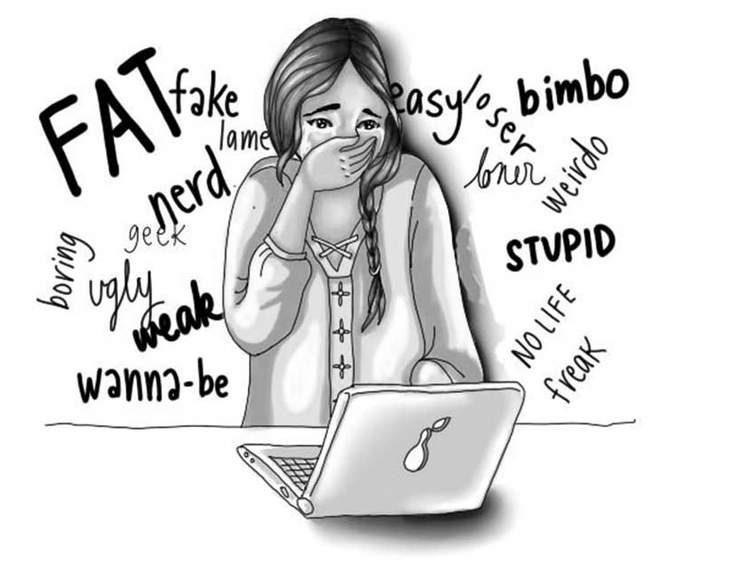 FAT
fake
lame
nerd
geek
boring
ugly
weak
wanna-be
easy
loser
bimbo
loner
weirdo
STUPID
NO LIFE
freak